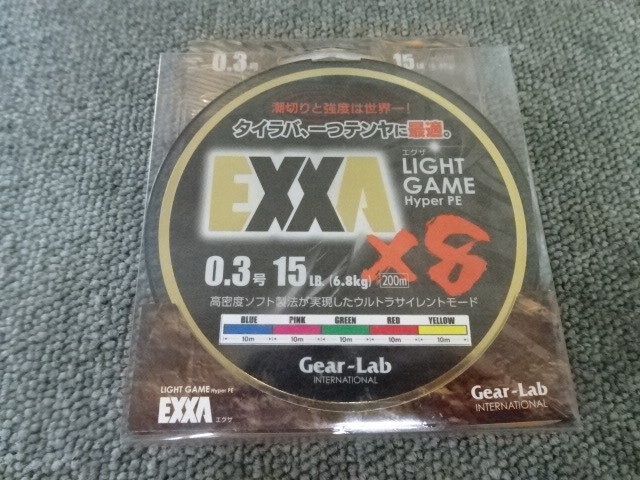 0.3号 15LB
潮切りと強度は世界一!
タイラバ、一つテンヤに最適。
エグザ
EXXA LIGHT GAME Hyper PE
X8
0.3号 15LB (6.8kg) 200m
高密度ソフト製法が実現したウルトラサイレントモード
BLUE PINK GREEN RED YELLOW
10m 10m 10m 10m 10m
Gear-Lab
INTERNATIONAL
LIGHT GAME Hyper PE
EXXA エグザ
Gear-Lab
INTERNATIONAL